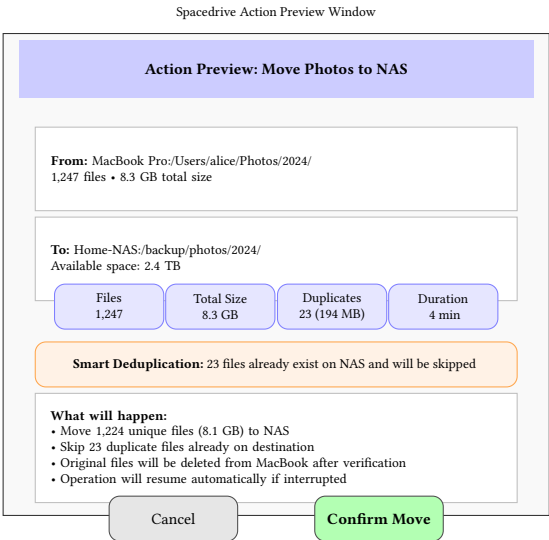 Spacedrive Action Preview Window
Action Preview: Move Photos to NAS
From: MacBook Pro:/Users/alice/Photos/2024/
1,247 files • 8.3 GB total size
To: Home-NAS:/backup/photos/2024/
Available space: 2.4 TB
Files
1,247
Total Size
8.3 GB
Duplicates
23 (194 MB)
Duration
4 min
Smart Deduplication: 23 files already exist on NAS and will be skipped
What will happen:
• Move 1,224 unique files (8.1 GB) to NAS
• Skip 23 duplicate files already on destination
• Original files will be deleted from MacBook after verification
• Operation will resume automatically if interrupted
Cancel
Confirm Move